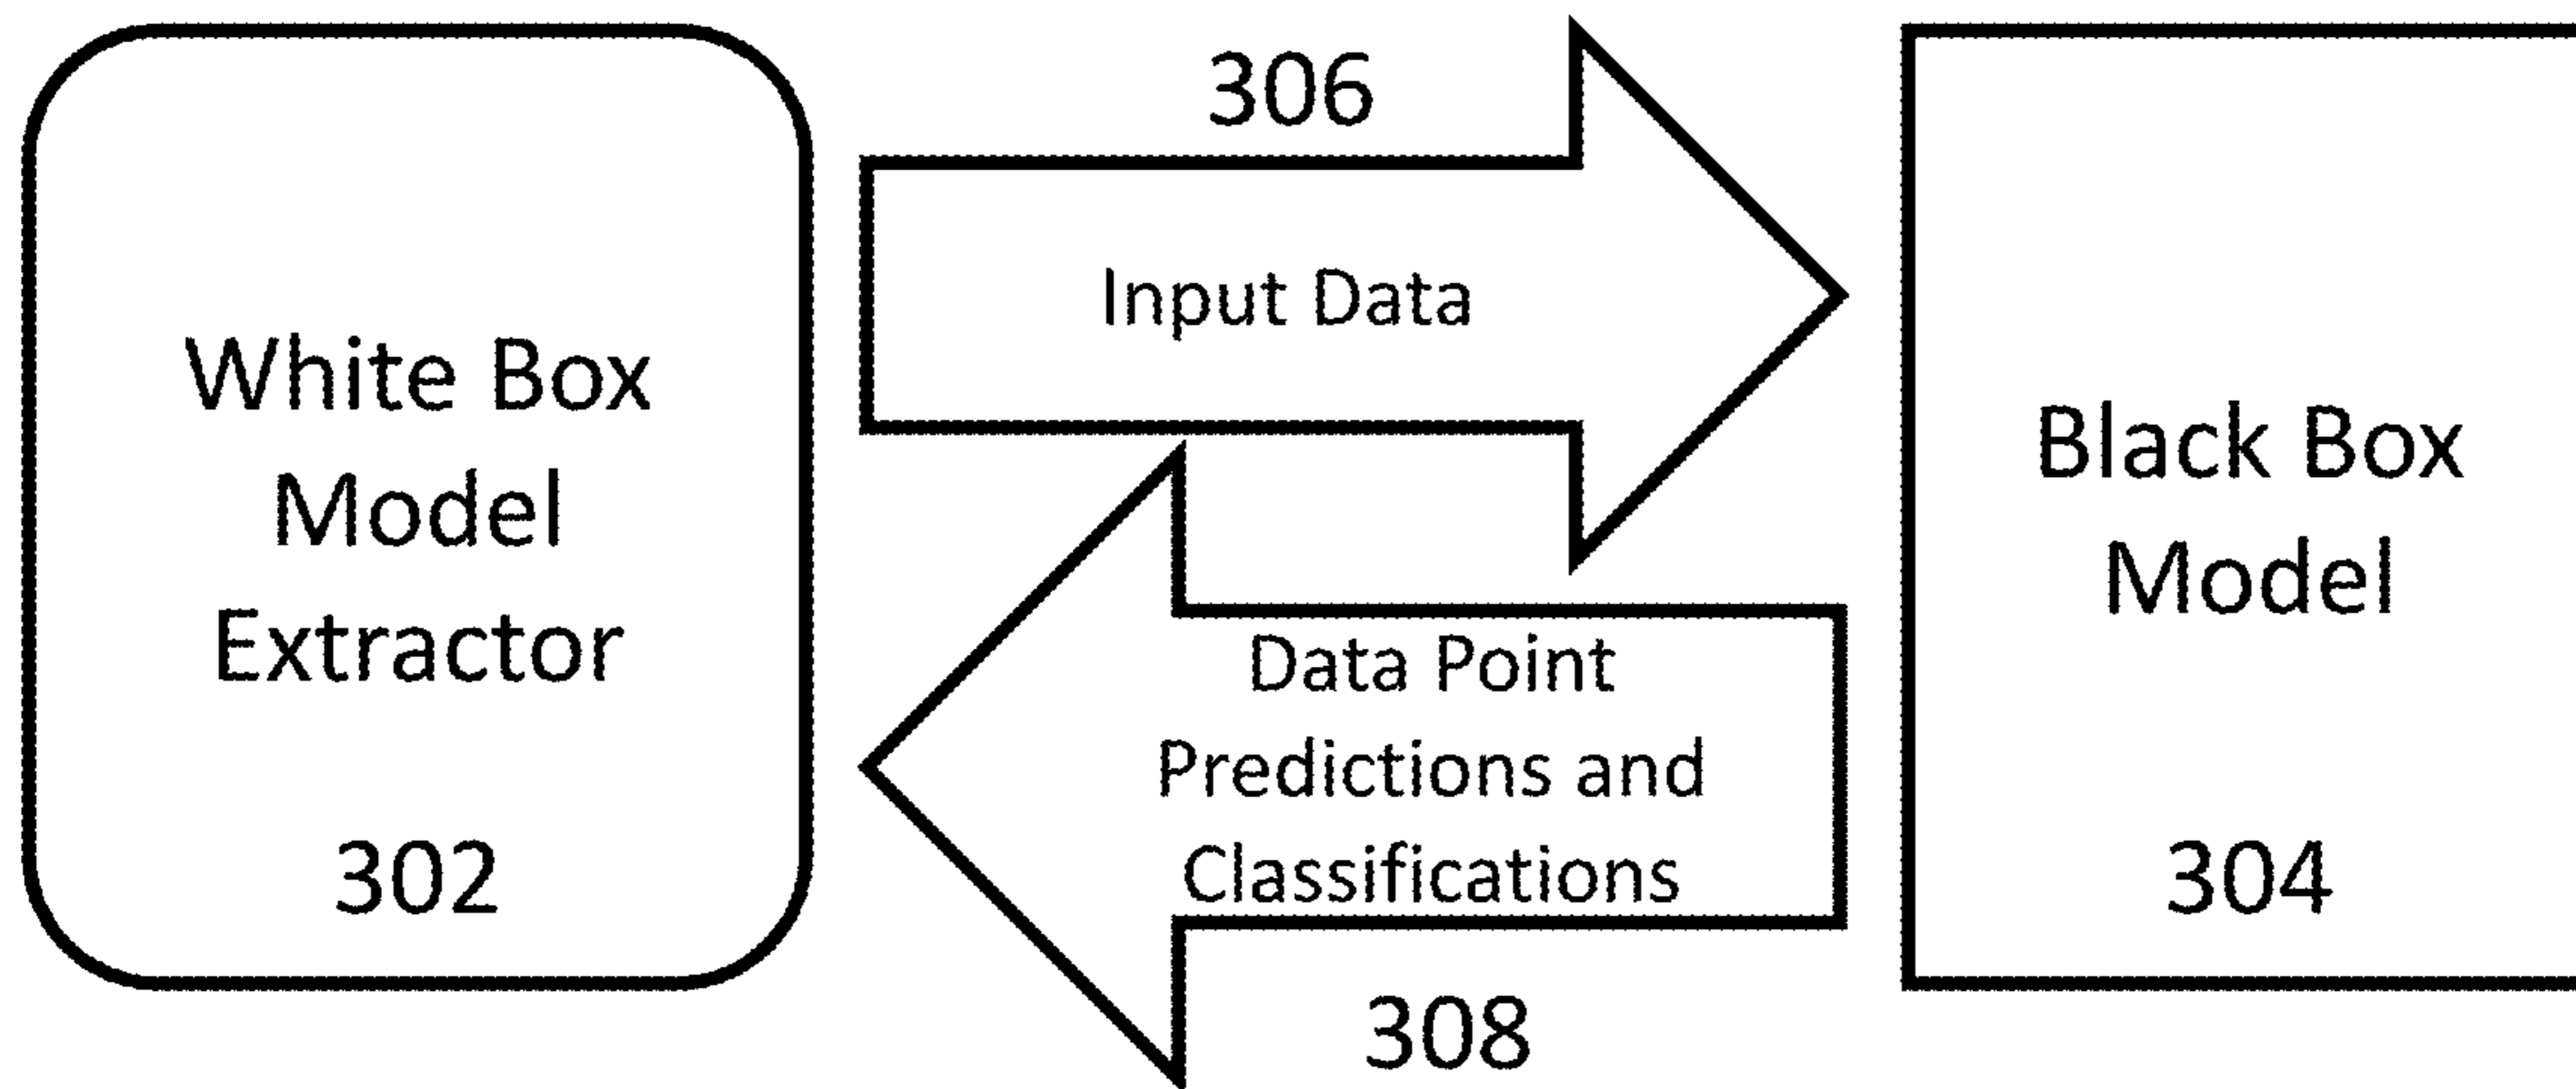 White Box
Model
Extractor
302
306
Input Data
Data Point
Predictions and
Classifications
308
Black Box
Model
304